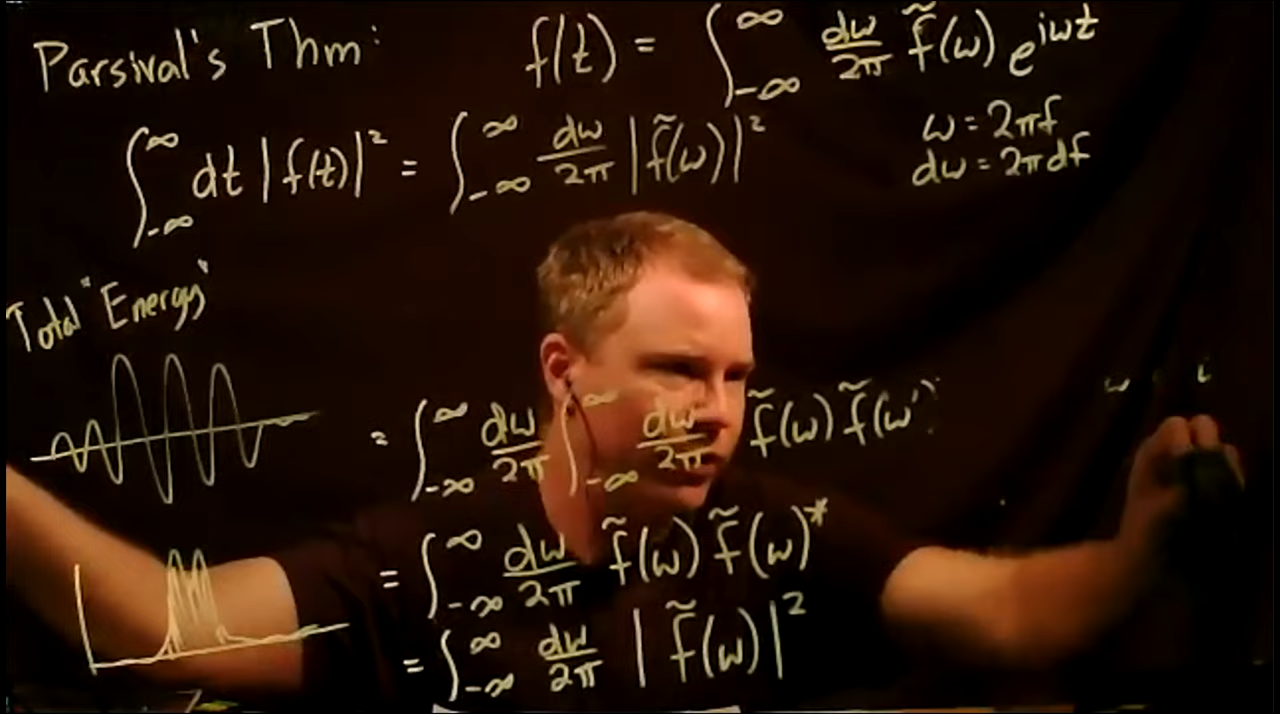 Parsival's Thm:
f(t) = ∫_{-∞}^{∞} dω/2π f̃(ω) e^{iωt}
ω = 2πf
dω = 2πdf
∫_{-∞}^{∞} dt |f(t)|² = ∫_{-∞}^{∞} dω/2π |f̃(ω)|²
Total "Energy"
= ∫_{-∞}^{∞} dω/2π ∫_{-∞}^{∞} dω'/2π f̃(ω) f̃(ω')
= ∫_{-∞}^{∞} dω/2π f̃(ω) f̃(ω)*
= ∫_{-∞}^{∞} dω/2π |f̃(ω)|²